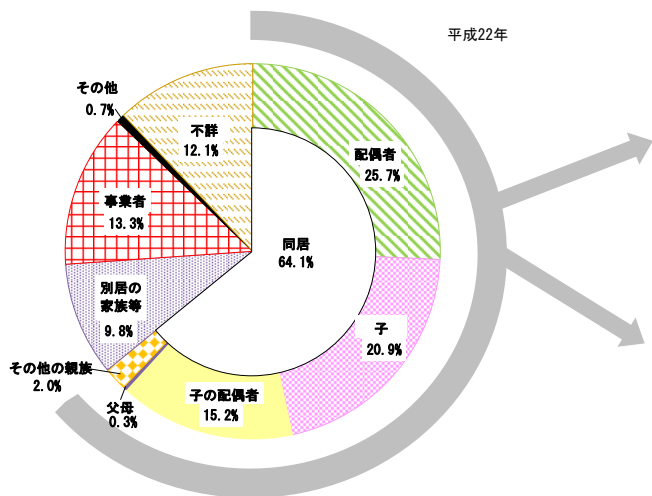 平成22年
その他
0.7%
不詳
12.1%
配偶者
25.7%
事業者
13.3%
同居
64.1%
別居の
家族等
9.8%
子
20.9%
その他の親族
2.0%
子の配偶者
15.2%
父母
0.3%